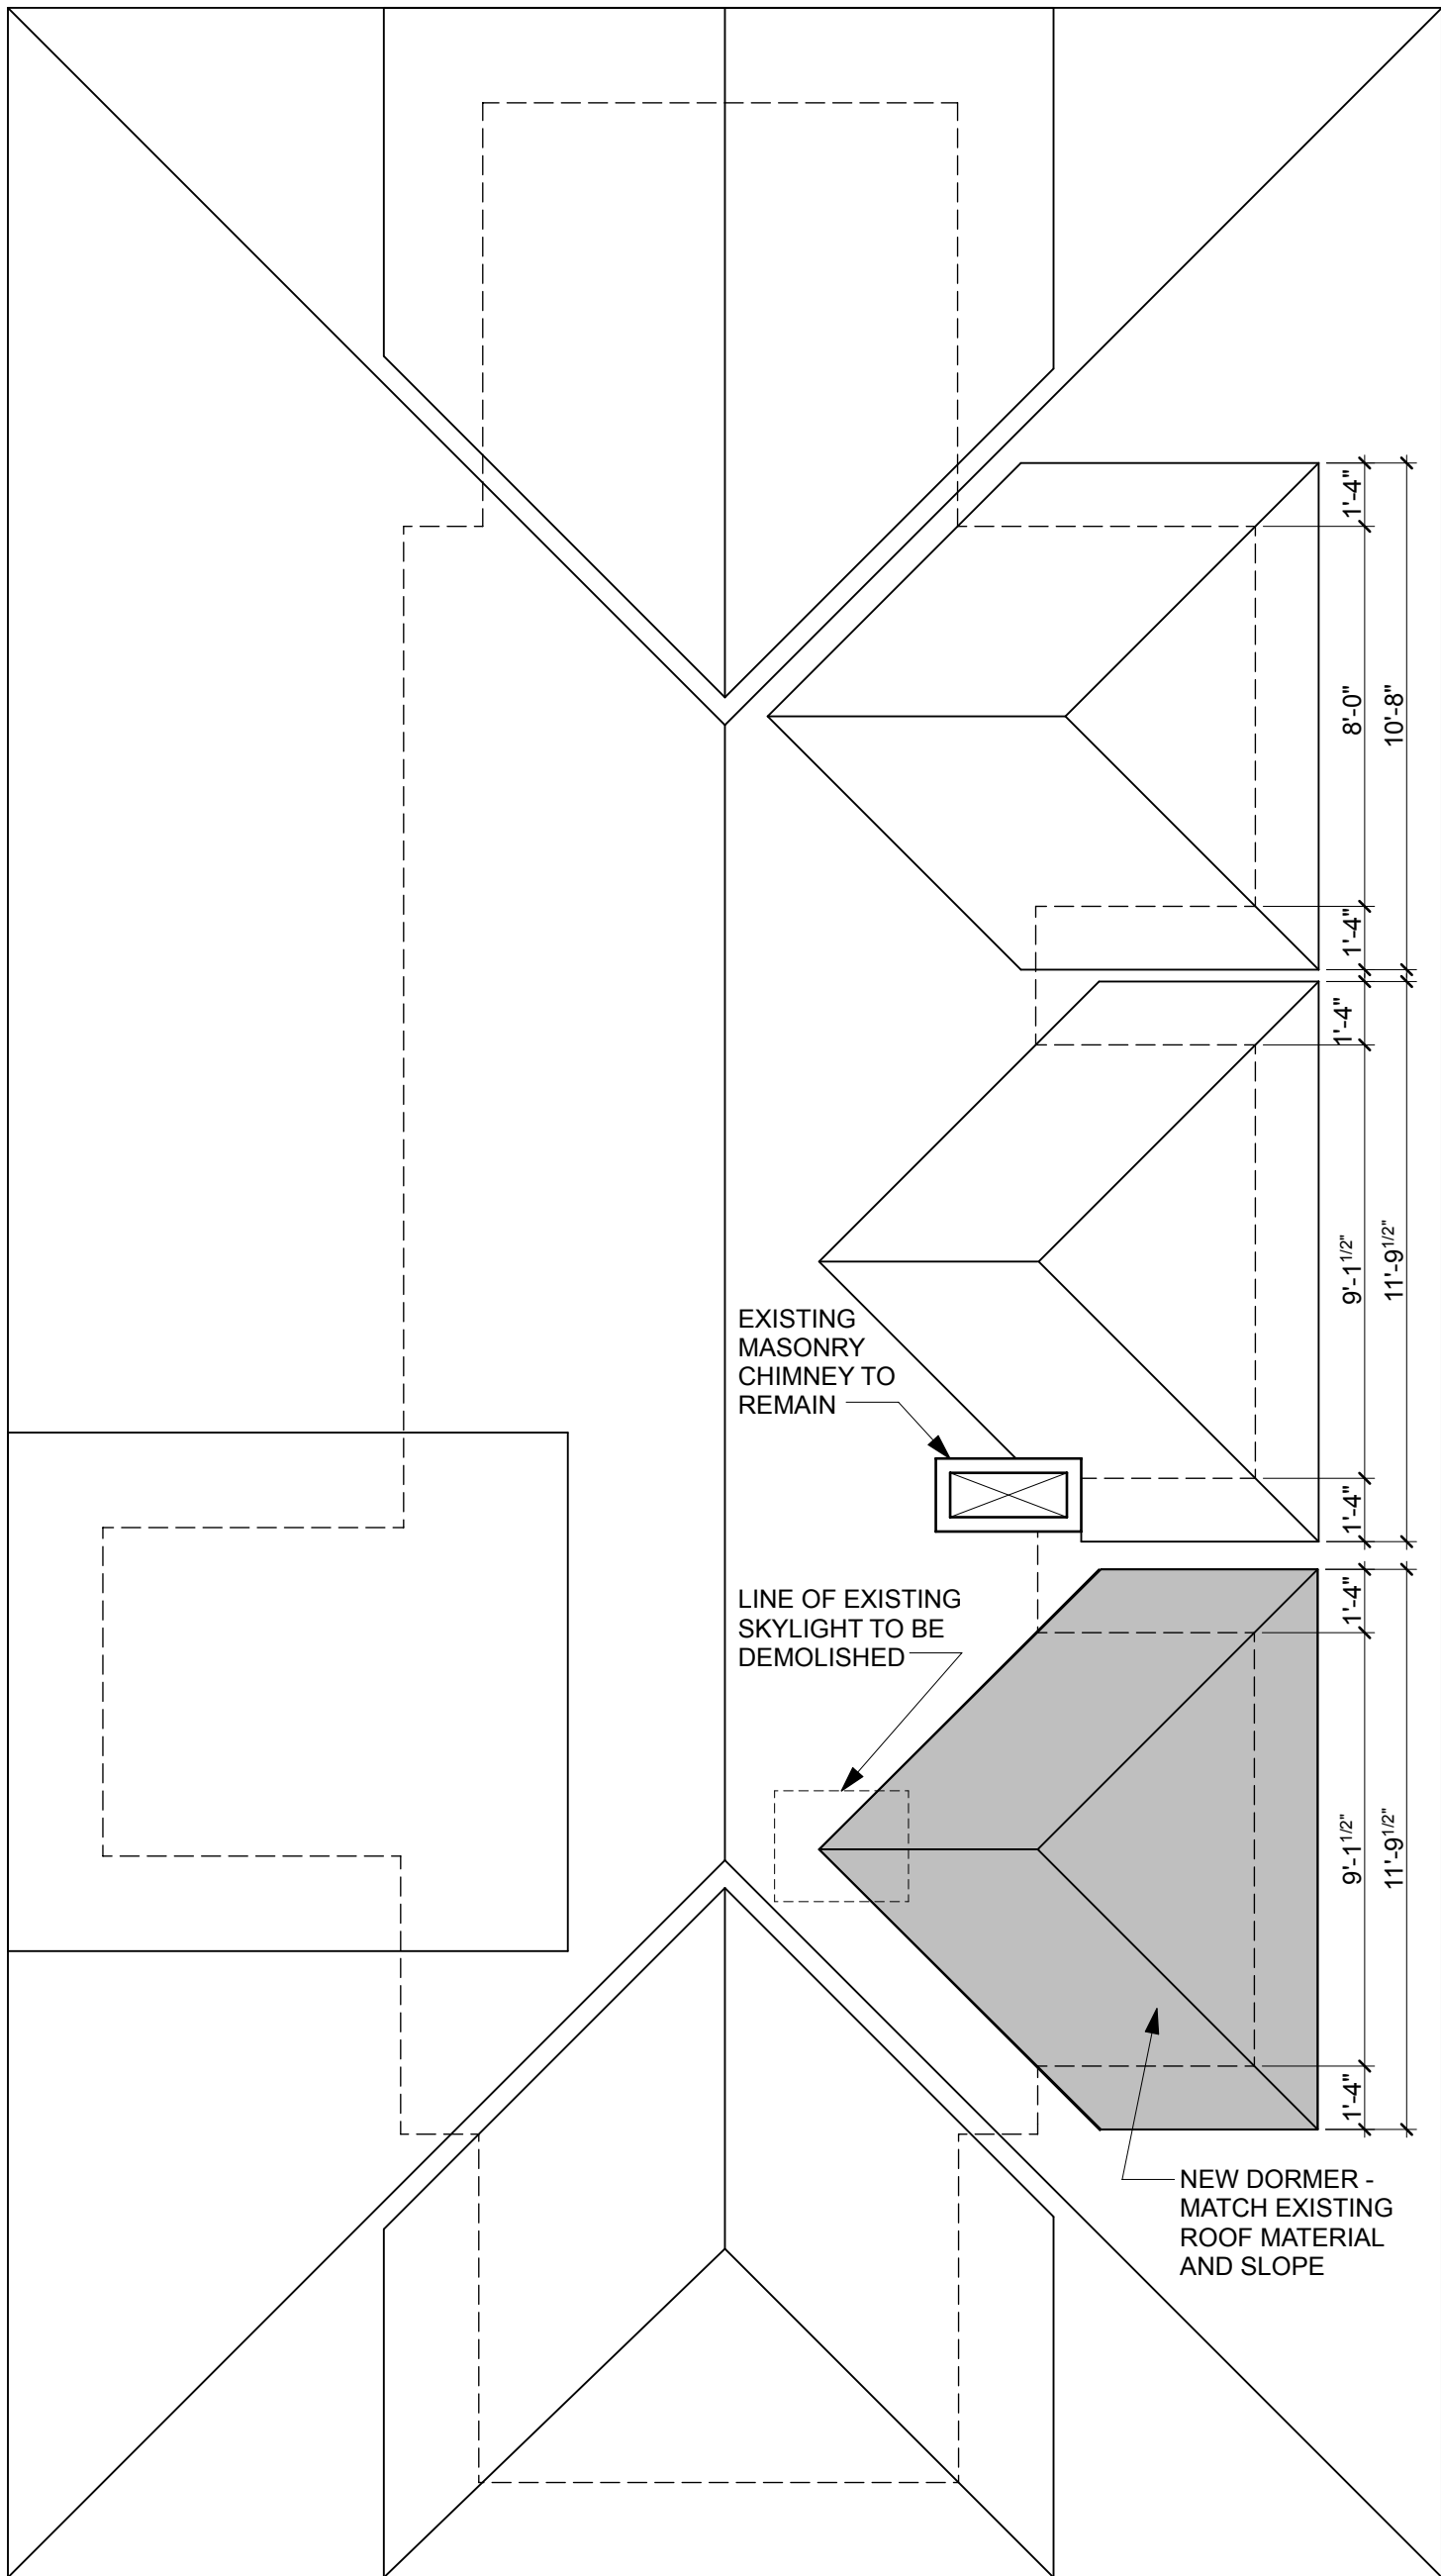 1'-4"
8'-0"
10'-8"
1'-4"
1'-4"
9'-1 1/2"
11'-9 1/2"
EXISTING
MASONRY
CHIMNEY TO
REMAIN
1'-4"
1'-4"
LINE OF EXISTING
SKYLIGHT TO BE
DEMOLISHED
9'-1 1/2"
11'-9 1/2"
1'-4"
NEW DORMER -
MATCH EXISTING
ROOF MATERIAL
AND SLOPE